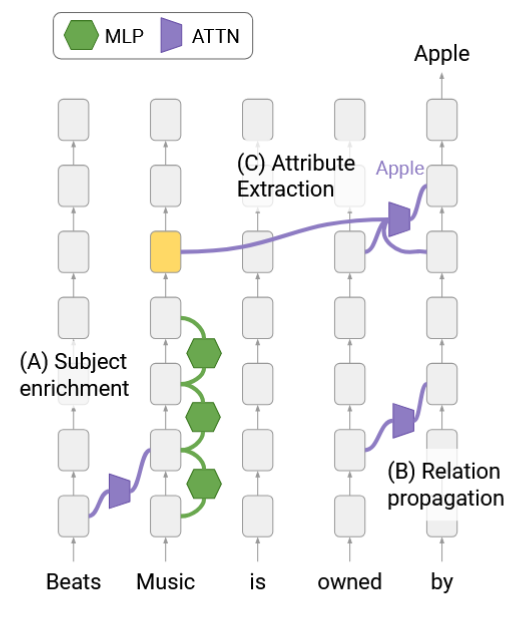 MLP ATTN
Apple
(C) Attribute
Extraction
Apple
(A) Subject
enrichment
(B) Relation
propagation
Beats Music is owned by